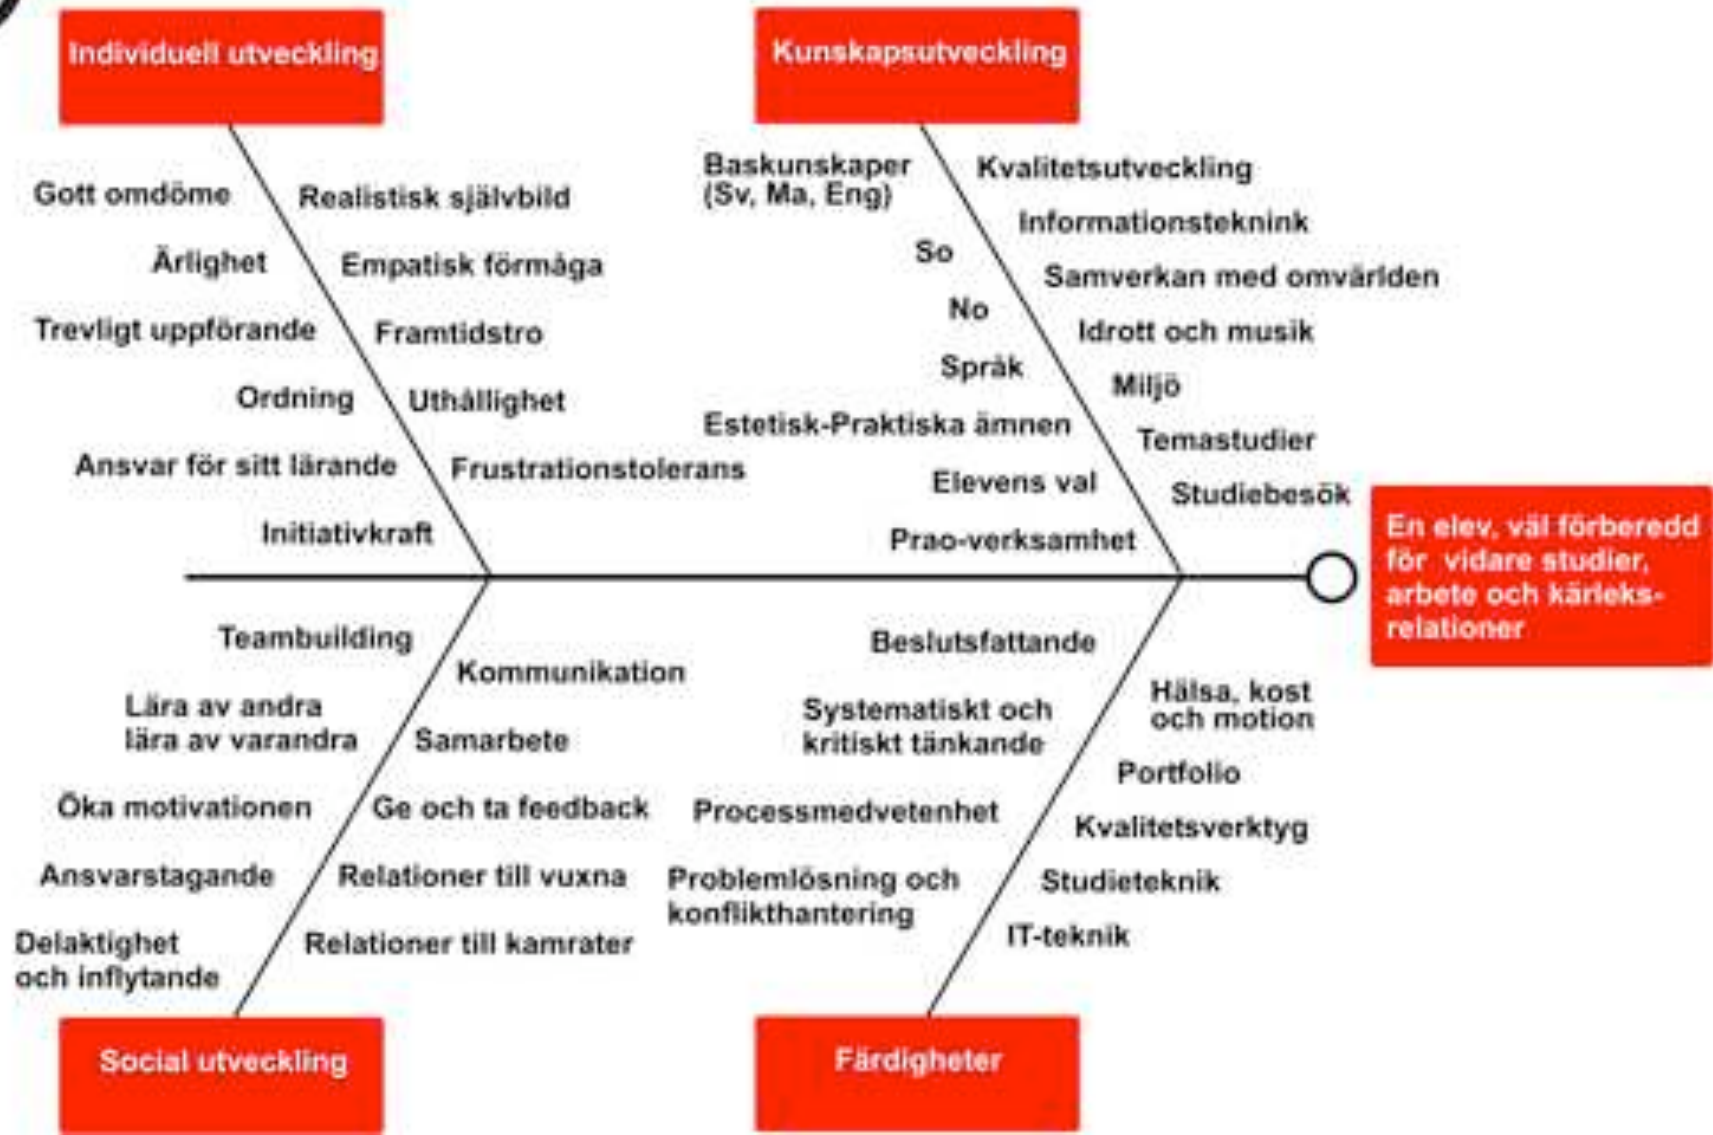 Individuell utveckling
Gott omdöme
Ärlighet
Trevligt uppförande
Ordning
Ansvar för sitt lärande
Initiativkraft
Realistisk självbild
Empatisk förmåga
Framtidstro
Uthållighet
Frustrationstolerans
Kunskapsutveckling
Baskunskaper
(Sv, Ma, Eng)
So
No
Språk
Estetisk-Praktiska ämnen
Elevens val
Prao-verksamhet
Kvalitetsutveckling
Informationsteknink
Samverkan med omvärlden
Idrott och musik
Miljö
Temastudier
Studiebesök
En elev, väl förberedd
för vidare studier,
arbete och kärleks-
relationer
Teambuilding
Lära av andra
lära av varandra
Öka motivationen
Ansvarstagande
Delaktighet
och inflytande
Kommunikation
Samarbete
Ge och ta feedback
Relationer till vuxna
Relationer till kamrater
Social utveckling
Beslutsfattande
Systematiskt och
kritiskt tänkande
Processmedvetenhet
Problemlösning och
konflikthantering
Hälsa, kost
och motion
Portfolio
Kvalitetsverktyg
Studieteknik
IT-teknik
Färdigheter